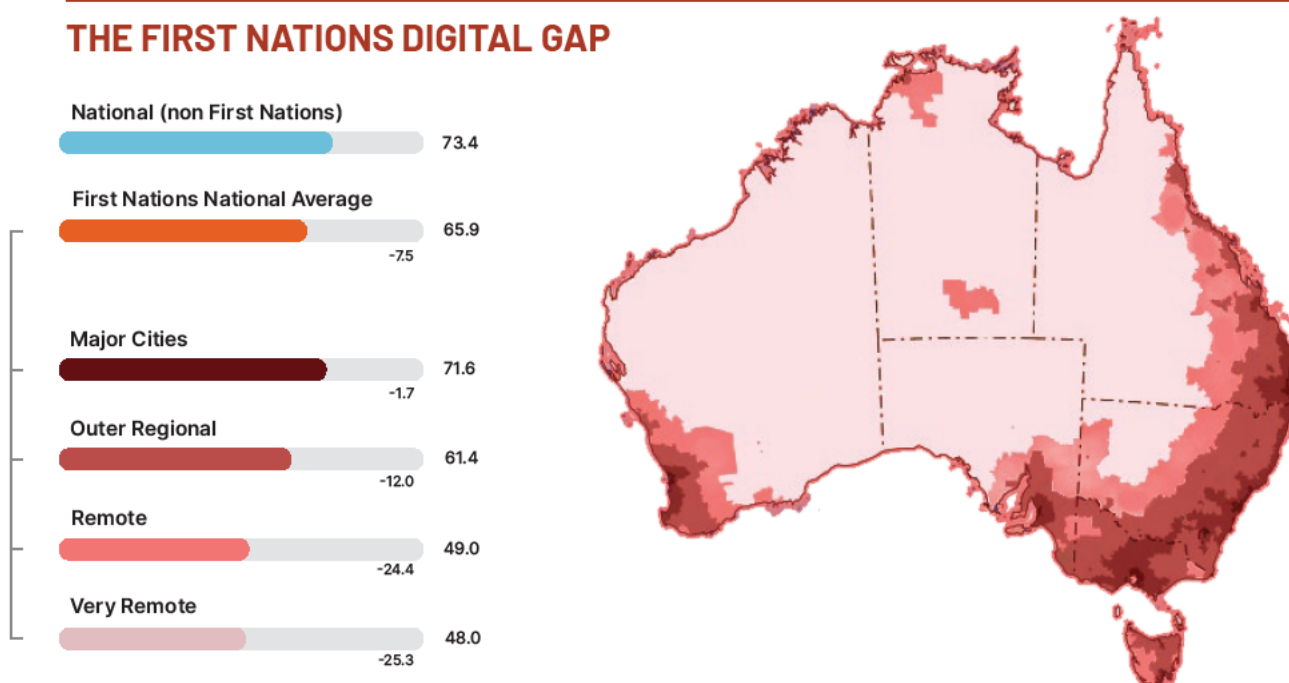 THE FIRST NATIONS DIGITAL GAP
National (non First Nations)
73.4
First Nations National Average
65.9
-7.5
Major Cities
71.6
-1.7
Outer Regional
61.4
-12.0
Remote
49.0
-24.4
Very Remote
48.0
-25.3